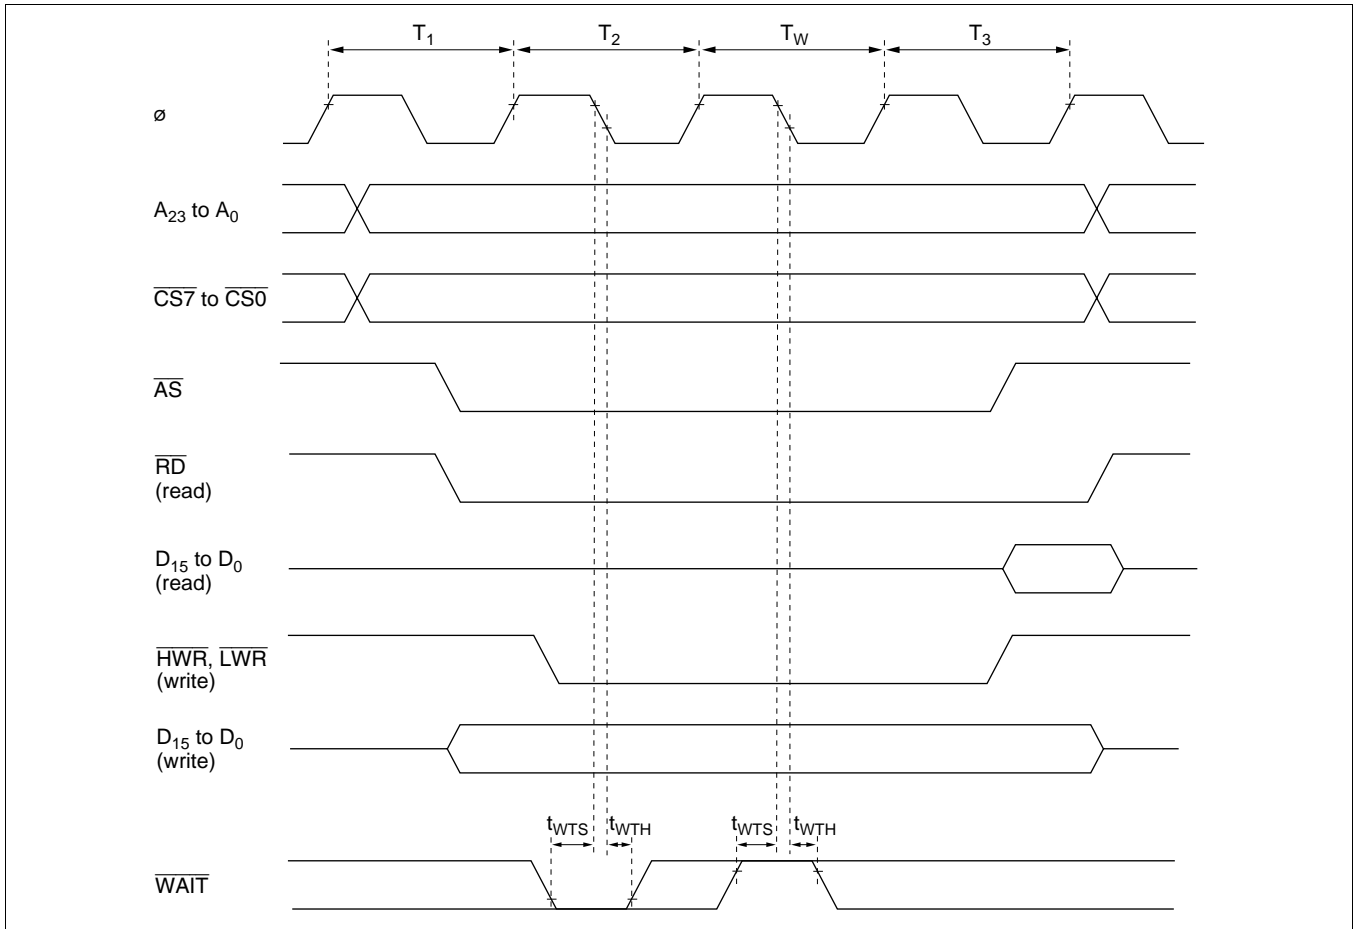 T1 T2 TW T3
ø
A23 to A0
CS7 to CS0
AS
RD
(read)
D15 to D0
(read)
HWR, LWR
(write)
D15 to D0
(write)
tWTS tWTH tWTS tWTH
WAIT